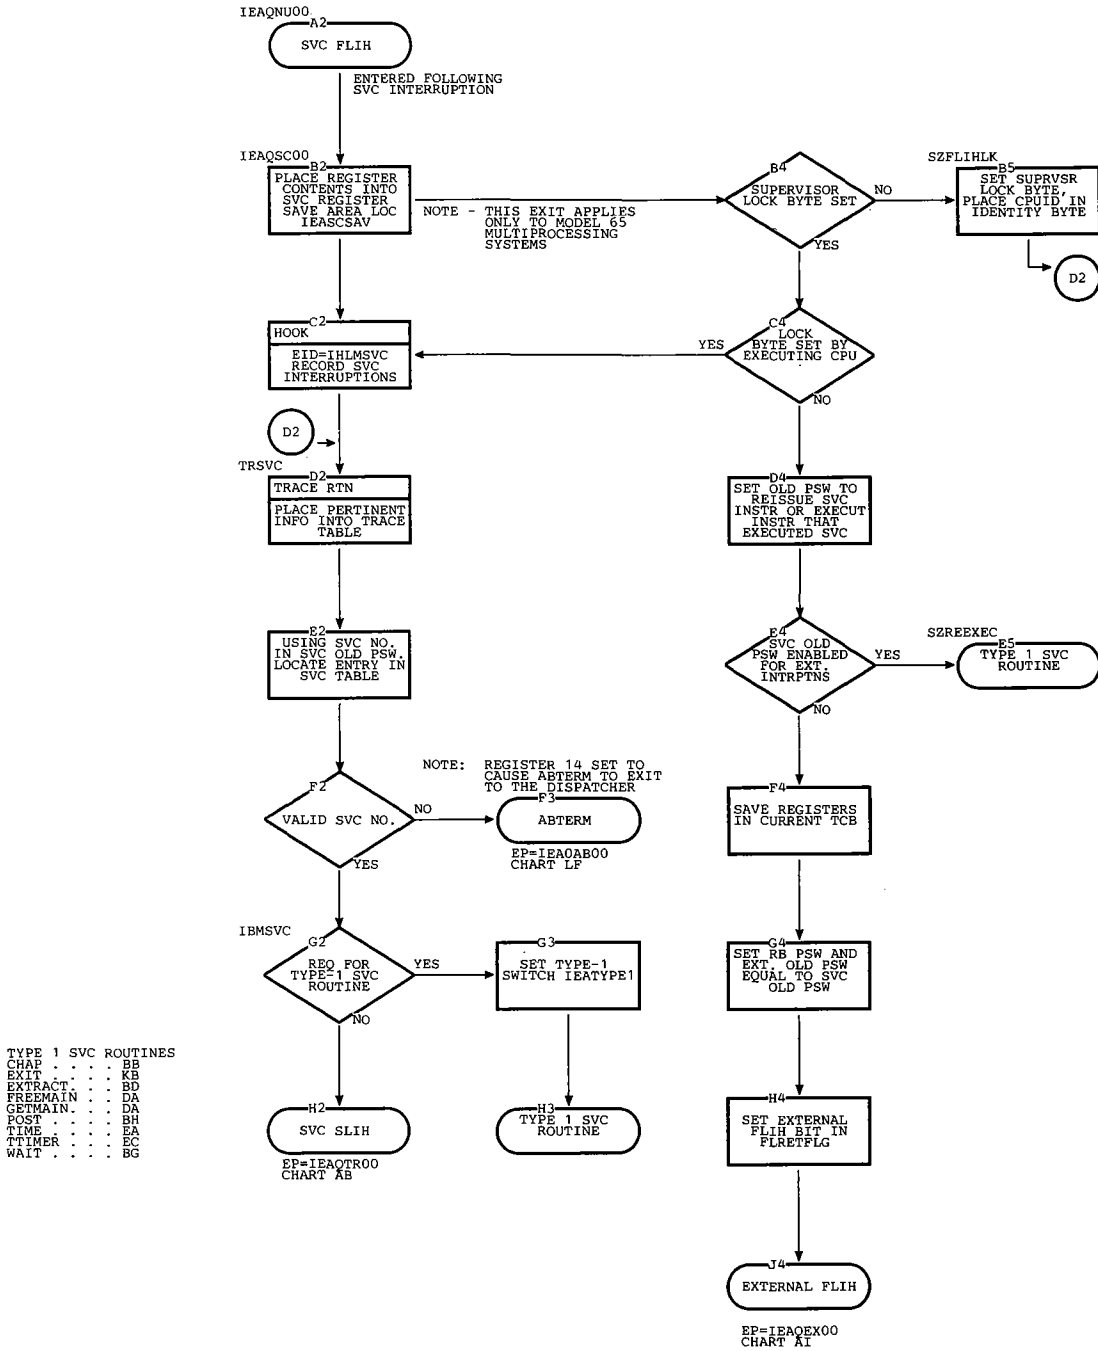 IEAQNU00
A2
SVC FLIH
ENTERED FOLLOWING
SVC INTERRUPTION
IEAQSC00
B2
PLACE REGISTER
CONTENTS INTO
SVC REGISTER
SAVE AREA LOC
IEASCSAV
NOTE - THIS EXIT APPLIES
ONLY TO MODEL 65
MULTIPROCESSING
SYSTEMS
B4
SUPERVISOR
LOCK BYTE SET
NO
YES
SZFLIHLK
B5
SET SUPRVSR
LOCK BYTE,
PLACE CPUID IN
IDENTITY BYTE
D2
C2
HOOK
EID=IHLMSVC
RECORD SVC
INTERRUPTIONS
YES
C4
LOCK
BYTE SET BY
EXECUTING CPU
NO
D2
TRSVC
D2
TRACE RTN
PLACE PERTINENT
INFO INTO TRACE
TABLE
D4
SET OLD PSW TO
REISSUE SVC
INSTR OR EXECUT
INSTR THAT
EXECUTED SVC
E2
USING SVC NO.
IN SVC OLD PSW.
LOCATE ENTRY IN
SVC TABLE
E4
SVC OLD
PSW ENABLED
FOR EXT.
INTRPTNS
YES
NO
SZREEXEC
E5
TYPE 1 SVC
ROUTINE
F2
VALID SVC NO.
NO
YES
NOTE: REGISTER 14 SET TO
CAUSE ABTERM TO EXIT
TO THE DISPATCHER
F3
ABTERM
EP=IEA0AB00
CHART LF
F4
SAVE REGISTERS
IN CURRENT TCB
IBMSVC
G2
REQ FOR
TYPE-1 SVC
ROUTINE
YES
NO
G3
SET TYPE-1
SWITCH IEATYPE1
G4
SET RB PSW AND
EXT. OLD PSW
EQUAL TO SVC
OLD PSW
TYPE 1 SVC ROUTINES
CHAP . . . . BB
EXIT . . . . KB
EXTRACT. . . BD
FREEMAIN . . DA
GETMAIN. . . DA
POST . . . . BH
TIME . . . . EA
TTIMER . . . EC
WAIT . . . . BG
H2
SVC SLIH
EP=IEAQTR00
CHART AB
H3
TYPE 1 SVC
ROUTINE
H4
SET EXTERNAL
FLIH BIT IN
FLRETFLG
J4
EXTERNAL FLIH
EP=IEAQEX00
CHART AI